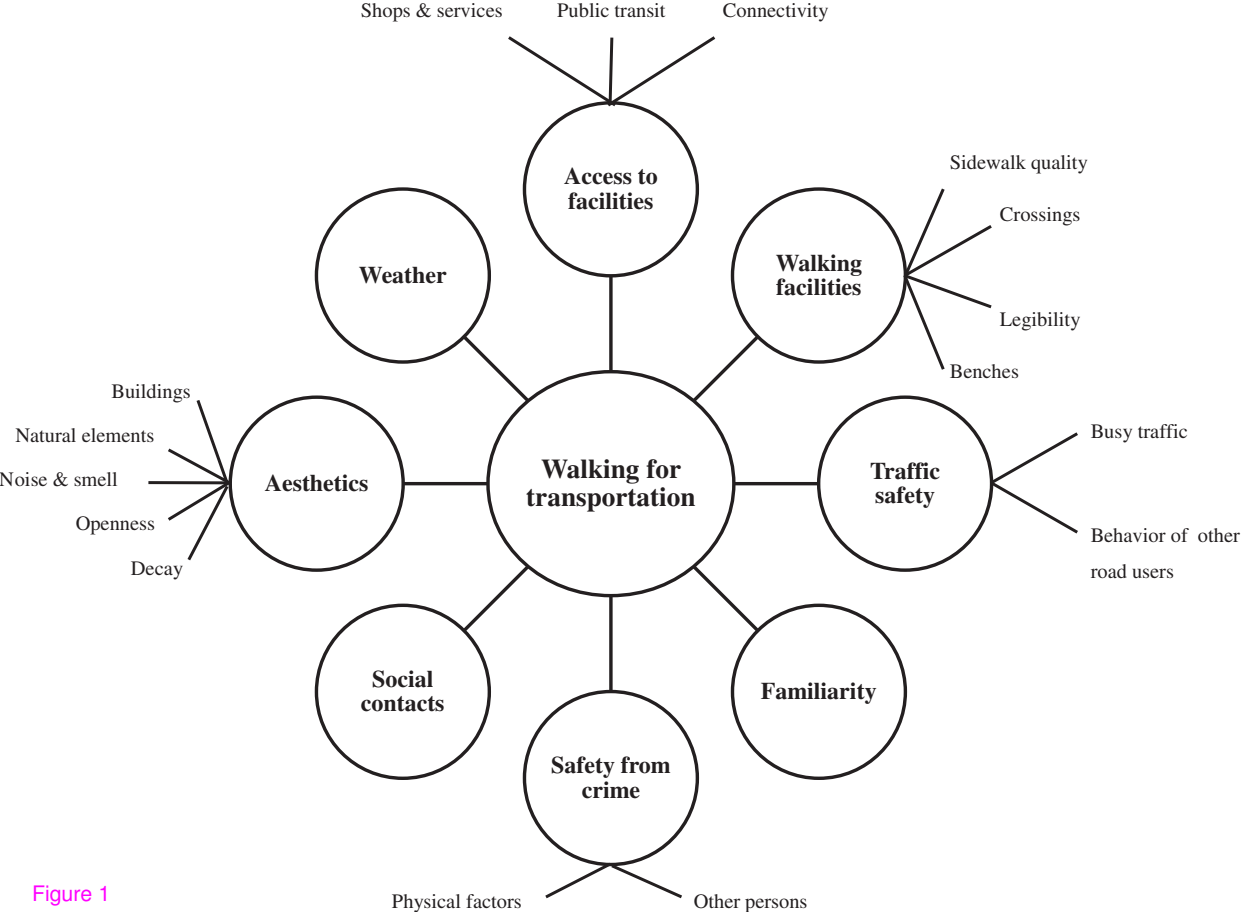 Shops & services
Public transit
Connectivity
Access to
facilities
Sidewalk quality
Crossings
Legibility
Benches
Walking
facilities
Weather
Buildings
Natural elements
Noise & smell
Openness
Decay
Aesthetics
Walking for
transportation
Traffic
safety
Busy traffic
Behavior of other
road users
Social
contacts
Familiarity
Safety from
crime
Physical factors
Other persons
Figure 1